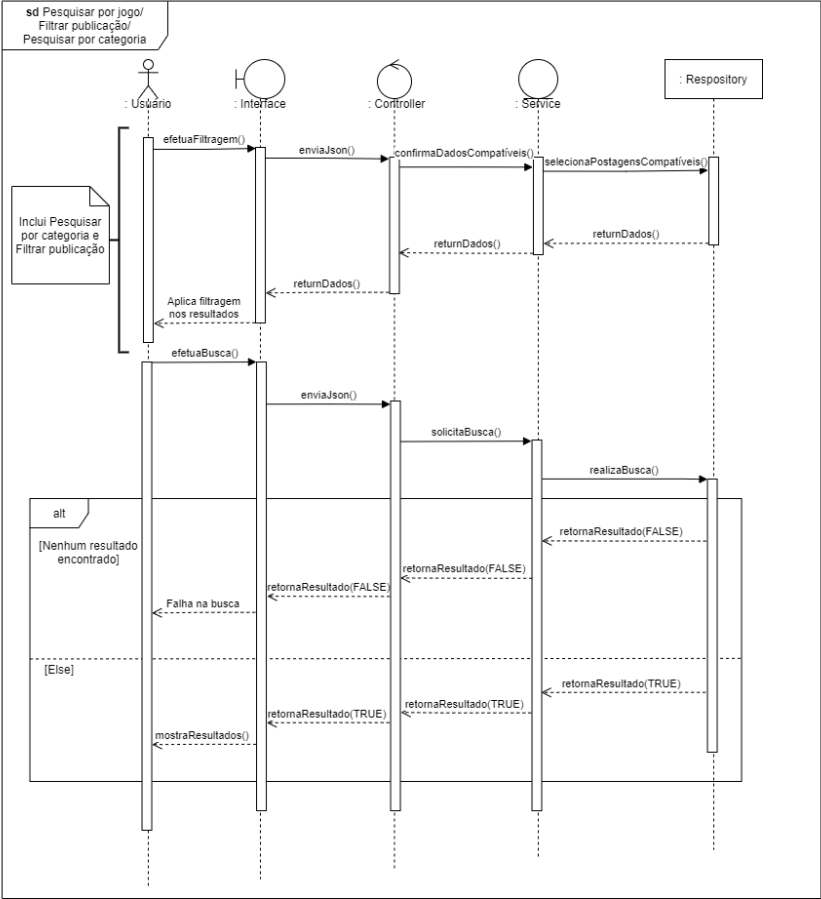 sd Pesquisar por jogo/
Filtrar publicação/
Pesquisar por categoria
: Usuário
: Interface
: Controller
: Service
: Respository
efetuaFiltragem()
enviaJson()
confirmaDadosCompatíveis()
selecionaPostagensCompatíveis()
Inclui Pesquisar
por categoria e
Filtrar publicação
returnDados()
returnDados()
returnDados()
Aplica filtragem
nos resultados
efetuaBusca()
enviaJson()
solicitaBusca()
realizaBusca()
alt
[Nenhum resultado
encontrado]
retornaResultado(FALSE)
retornaResultado(FALSE)
retornaResultado(FALSE)
Falha na busca
[Else]
retornaResultado(TRUE)
retornaResultado(TRUE)
retornaResultado(TRUE)
mostraResultados()